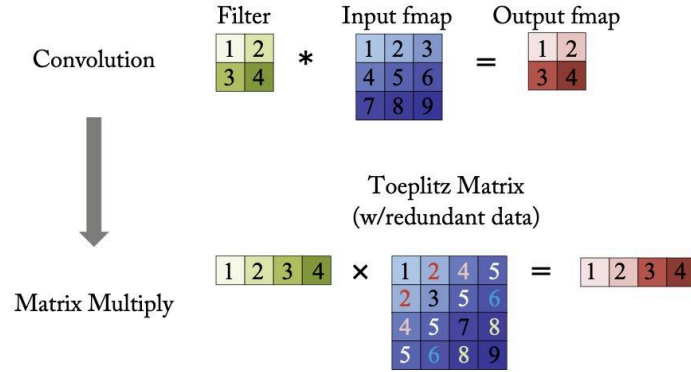 Filter Input fmap Output fmap
Convolution
1 2 * 1 2 3 = 1 2
3 4 4 5 6 3 4
7 8 9
Toeplitz Matrix
(w/redundant data)
Matrix Multiply
1 2 3 4 × 1 2 4 5 = 1 2 3 4
2 3 5 6
4 5 7 8
5 6 8 9